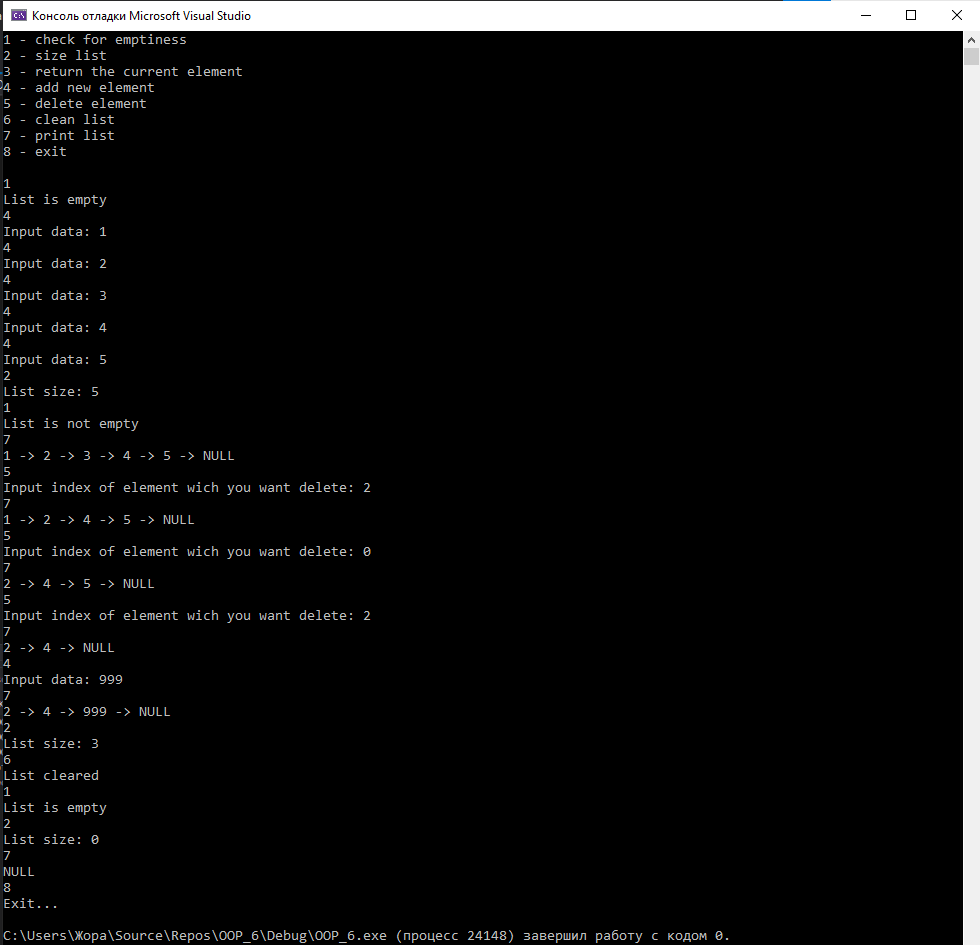 Консоль отладки Microsoft Visual Studio
1 - check for emptiness
2 - size list
3 - return the current element
4 - add new element
5 - delete element
6 - clean list
7 - print list
8 - exit
1
List is empty
4
Input data: 1
4
Input data: 2
4
Input data: 3
4
Input data: 4
4
Input data: 5
2
List size: 5
1
List is not empty
7
1 -> 2 -> 3 -> 4 -> 5 -> NULL
5
Input index of element wich you want delete: 2
7
1 -> 2 -> 4 -> 5 -> NULL
5
Input index of element wich you want delete: 0
7
2 -> 4 -> 5 -> NULL
5
Input index of element wich you want delete: 2
7
2 -> 4 -> NULL
4
Input data: 999
7
2 -> 4 -> 999 -> NULL
2
List size: 3
6
List cleared
1
List is empty
2
List size: 0
7
NULL
8
Exit...
C:\Users\Жора\Source\Repos\OOP_6\Debug\OOP_6.exe (процесс 24148) завершил работу с кодом 0.